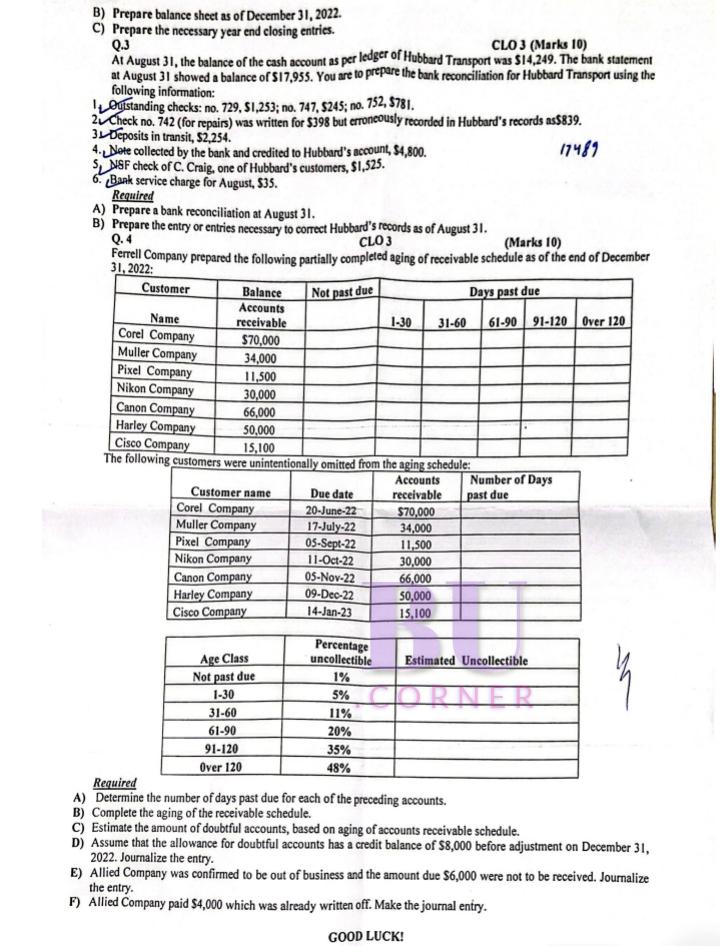 B) Prepare balance sheet as of December 31, 2022.
C) Prepare the necessary year end closing entries.
Q.3 CLO 3 (Marks 10)
At August 31, the balance of the cash account as per ledger of Hubbard Transport was $14,249. The bank statement
at August 31 showed a balance of $17,955. You are to prepare the bank reconciliation for Hubbard Transport using the
following information:
1. Outstanding checks: no. 729, $1,253; no. 747, $245; no. 752, $781.
2. Check no. 742 (for repairs) was written for $398 but erroneously recorded in Hubbard's records as$839.
3. Deposits in transit, $2,254.
4. Note collected by the bank and credited to Hubbard's account, $4,800.
17489
5. NSF check of C. Craig, one of Hubbard's customers, $1,525.
6. Bank service charge for August, $35.
Required
A) Prepare a bank reconciliation at August 31.
B) Prepare the entry or entries necessary to correct Hubbard's records as of August 31.
Q. 4 CLO 3 (Marks 10)
Ferrell Company prepared the following partially completed aging of receivable schedule as of the end of December
31, 2022:
Customer Balance Not past due Days past due
Name Accounts receivable 1-30 31-60 61-90 91-120 Over 120
Corel Company $70,000
Muller Company 34,000
Pixel Company 11,500
Nikon Company 30,000
Canon Company 66,000
Harley Company 50,000
Cisco Company 15,100
The following customers were unintentionally omitted from the aging schedule:
Customer name Due date Accounts receivable Number of Days past due
Corel Company 20-June-22 $70,000
Muller Company 17-July-22 34,000
Pixel Company 05-Sept-22 11,500
Nikon Company 11-Oct-22 30,000
Canon Company 05-Nov-22 66,000
Harley Company 09-Dec-22 50,000
Cisco Company 14-Jan-23 15,100
BU
.CORNER
Age Class Percentage uncollectible Estimated Uncollectible
Not past due 1%
1-30 5%
31-60 11%
61-90 20%
91-120 35%
Over 120 48%
Required
A) Determine the number of days past due for each of the preceding accounts.
B) Complete the aging of the receivable schedule.
C) Estimate the amount of doubtful accounts, based on aging of accounts receivable schedule.
D) Assume that the allowance for doubtful accounts has a credit balance of $8,000 before adjustment on December 31,
2022. Journalize the entry.
E) Allied Company was confirmed to be out of business and the amount due $6,000 were not to be received. Journalize
the entry.
F) Allied Company paid $4,000 which was already written off. Make the journal entry.
GOOD LUCK!